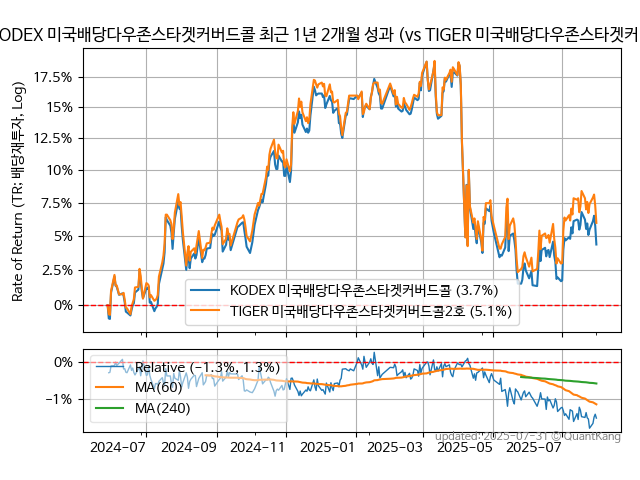 ODEX 미국배당다우존스타겟커버드콜 최근 1년 2개월 성과 (vs TIGER 미국배당다우존스타겟커
Rate of Return (TR: 배당재투자, Log)
17.5%
15%
12.5%
10%
7.5%
5%
2.5%
0%
KODEX 미국배당다우존스타겟커버드콜 (3.7%)
TIGER 미국배당다우존스타겟커버드콜2호 (5.1%)
0%
−1%
Relative (−1.3%, 1.3%)
MA(60)
MA(240)
2024-07 2024-09 2024-11 2025-01 2025-03 2025-05 2025-07
updated: 2025-07-31 © QuantKang